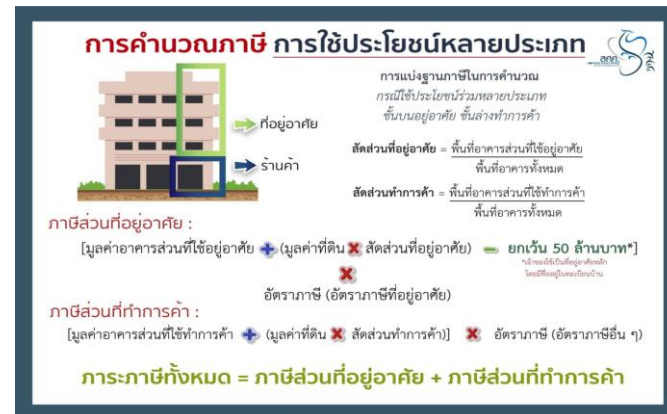 การคำนวณภาษี การใช้ประโยชน์หลายประเภท
สถก.
การแบ่งฐานภาษีในการคำนวณ
กรณีใช้ประโยชน์ร่วมหลายประเภท
ชั้นบนอยู่อาศัย ชั้นล่างทำการค้า
ที่อยู่อาศัย
ร้านค้า
สัดส่วนที่อยู่อาศัย = พื้นที่อาคารส่วนที่ใช้อยู่อาศัย
พื้นที่อาคารทั้งหมด
สัดส่วนทำการค้า = พื้นที่อาคารส่วนที่ใช้ทำการค้า
พื้นที่อาคารทั้งหมด
ภาษีส่วนที่อยู่อาศัย :
[มูลค่าอาคารส่วนที่ใช้อยู่อาศัย + (มูลค่าที่ดิน × สัดส่วนที่อยู่อาศัย) - ยกเว้น 50 ล้านบาท*]
*เจ้าของใช้เป็นที่อยู่อาศัยหลัก
โดยมีชื่ออยู่ในทะเบียนบ้าน
×
อัตราภาษี (อัตราภาษีที่อยู่อาศัย)
ภาษีส่วนที่ทำการค้า :
[มูลค่าอาคารส่วนที่ใช้ทำการค้า + (มูลค่าที่ดิน × สัดส่วนทำการค้า)] × อัตราภาษี (อัตราภาษีอื่น ๆ)
ภาระภาษีทั้งหมด = ภาษีส่วนที่อยู่อาศัย + ภาษีส่วนที่ทำการค้า